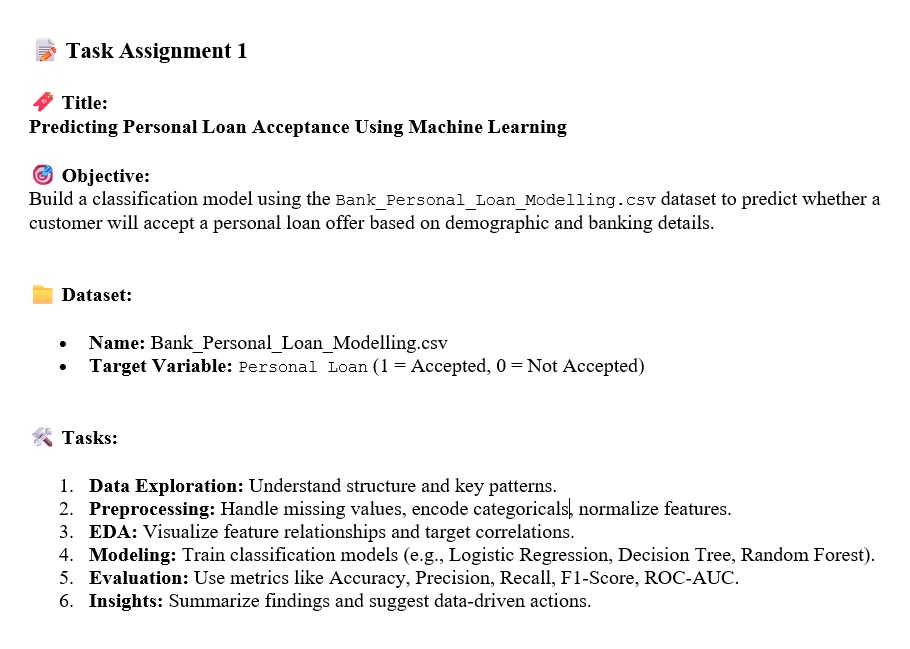 Task Assignment 1
Title:
Predicting Personal Loan Acceptance Using Machine Learning
Objective:
Build a classification model using the Bank_Personal_Loan_Modelling.csv dataset to predict whether a
customer will accept a personal loan offer based on demographic and banking details.
Dataset:
• Name: Bank_Personal_Loan_Modelling.csv
• Target Variable: Personal Loan (1 = Accepted, 0 = Not Accepted)
Tasks:
1. Data Exploration: Understand structure and key patterns.
2. Preprocessing: Handle missing values, encode categoricals, normalize features.
3. EDA: Visualize feature relationships and target correlations.
4. Modeling: Train classification models (e.g., Logistic Regression, Decision Tree, Random Forest).
5. Evaluation: Use metrics like Accuracy, Precision, Recall, F1-Score, ROC-AUC.
6. Insights: Summarize findings and suggest data-driven actions.